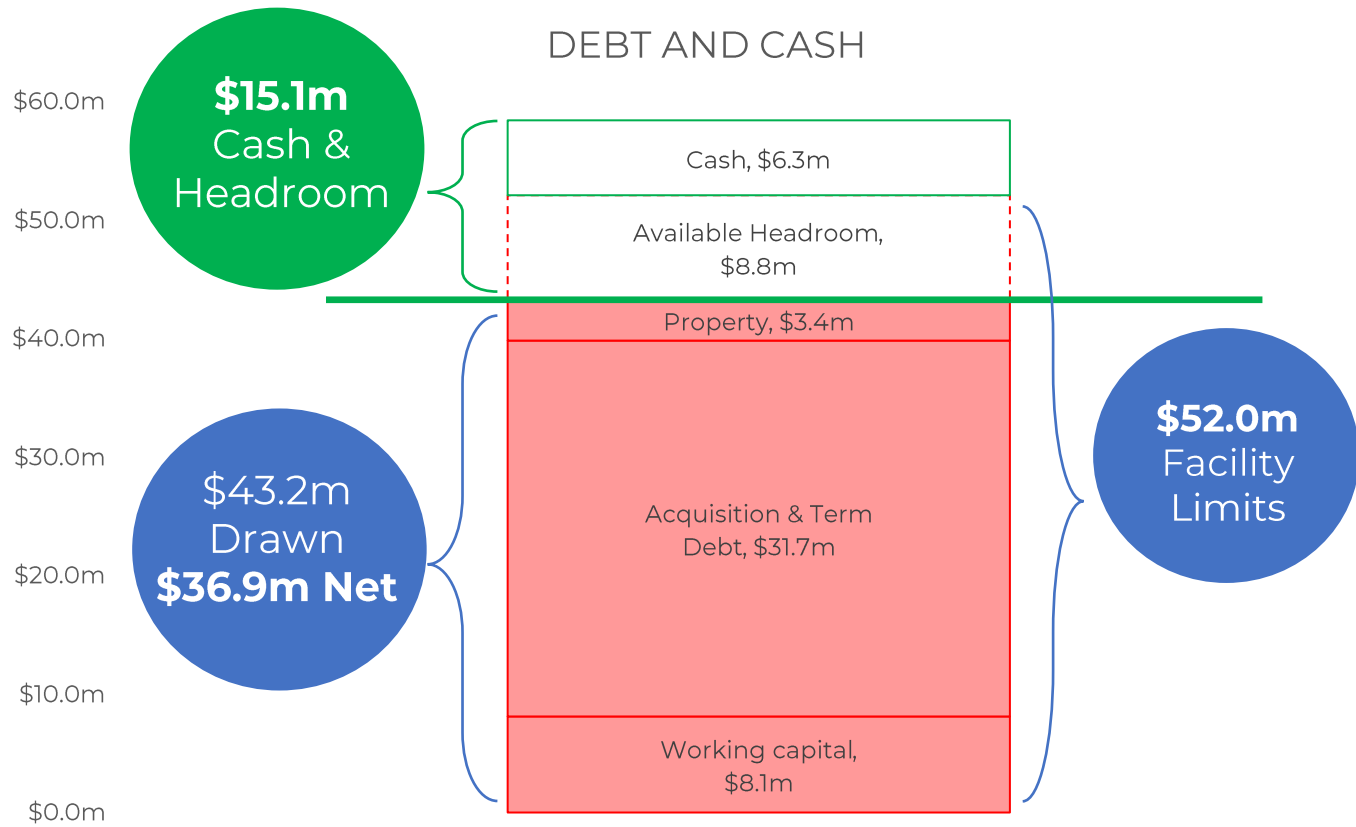 DEBT AND CASH
$60.0m
$50.0m
$40.0m
$30.0m
$20.0m
$10.0m
$0.0m
$15.1m
Cash &
Headroom
$43.2m
Drawn
$36.9m Net
Cash, $6.3m
Available Headroom,
$8.8m
Property, $3.4m
Acquisition & Term
Debt, $31.7m
Working capital,
$8.1m
$52.0m
Facility
Limits